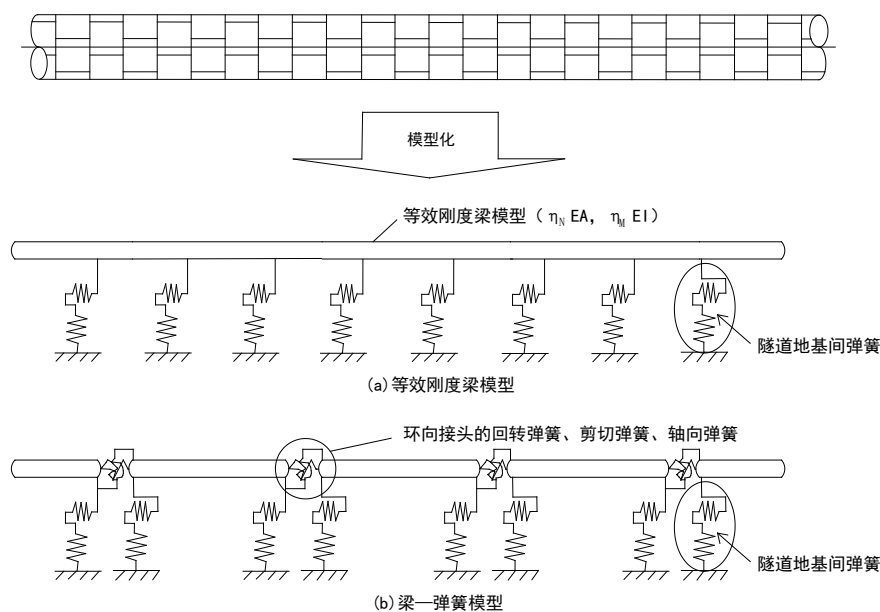 模型化
等效刚度梁模型（η_N EA，η_M EI）
隧道地基间弹簧
(a)等效刚度梁模型
环向接头的回转弹簧、剪切弹簧、轴向弹簧
隧道地基间弹簧
(b)梁—弹簧模型